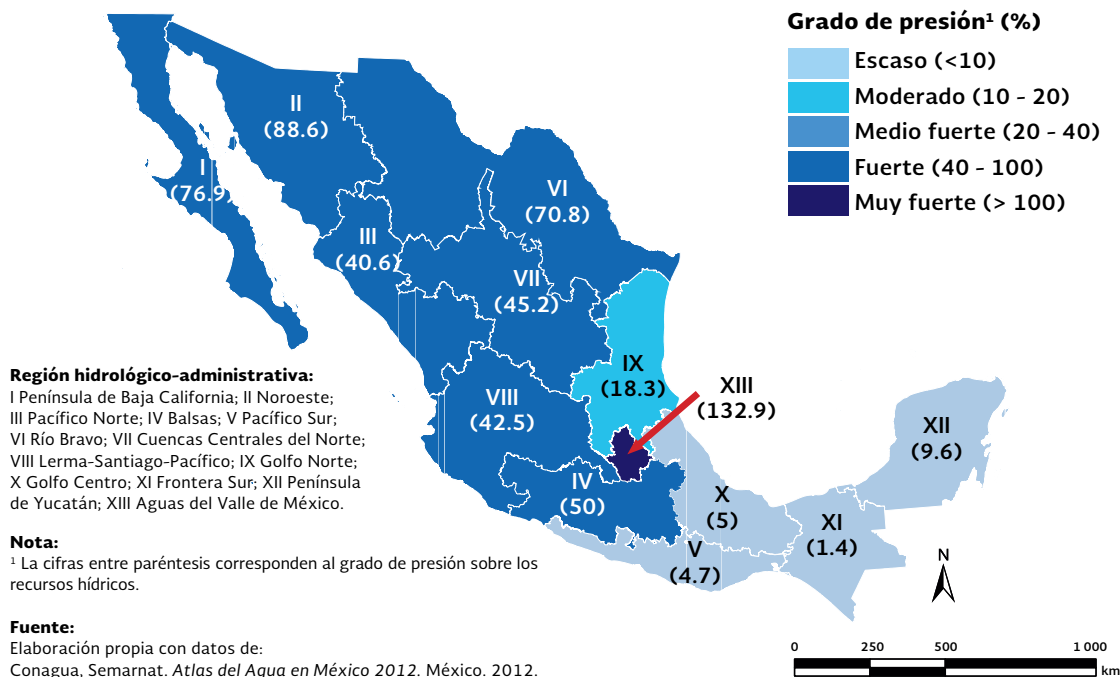 Grado de presión¹ (%)
Escaso (<10)
Moderado (10 - 20)
Medio fuerte (20 - 40)
Fuerte (40 - 100)
Muy fuerte (> 100)
II
(88.6)
I
(76.9)
VI
(70.8)
III
(40.6)
VII
(45.2)
IX
(18.3)
XIII
(132.9)
VIII
(42.5)
XII
(9.6)
IV
(50)
X
(5)
XI
(1.4)
V
(4.7)
Región hidrológico-administrativa:
I Península de Baja California; II Noroeste;
III Pacífico Norte; IV Balsas; V Pacífico Sur;
VI Río Bravo; VII Cuencas Centrales del Norte;
VIII Lerma-Santiago-Pacífico; IX Golfo Norte;
X Golfo Centro; XI Frontera Sur; XII Península
de Yucatán; XIII Aguas del Valle de México.
Nota:
¹ La cifras entre paréntesis corresponden al grado de presión sobre los
recursos hídricos.
Fuente:
Elaboración propia con datos de:
Conagua, Semarnat. Atlas del Agua en México 2012. México. 2012.
N
0 250 500 1 000
km